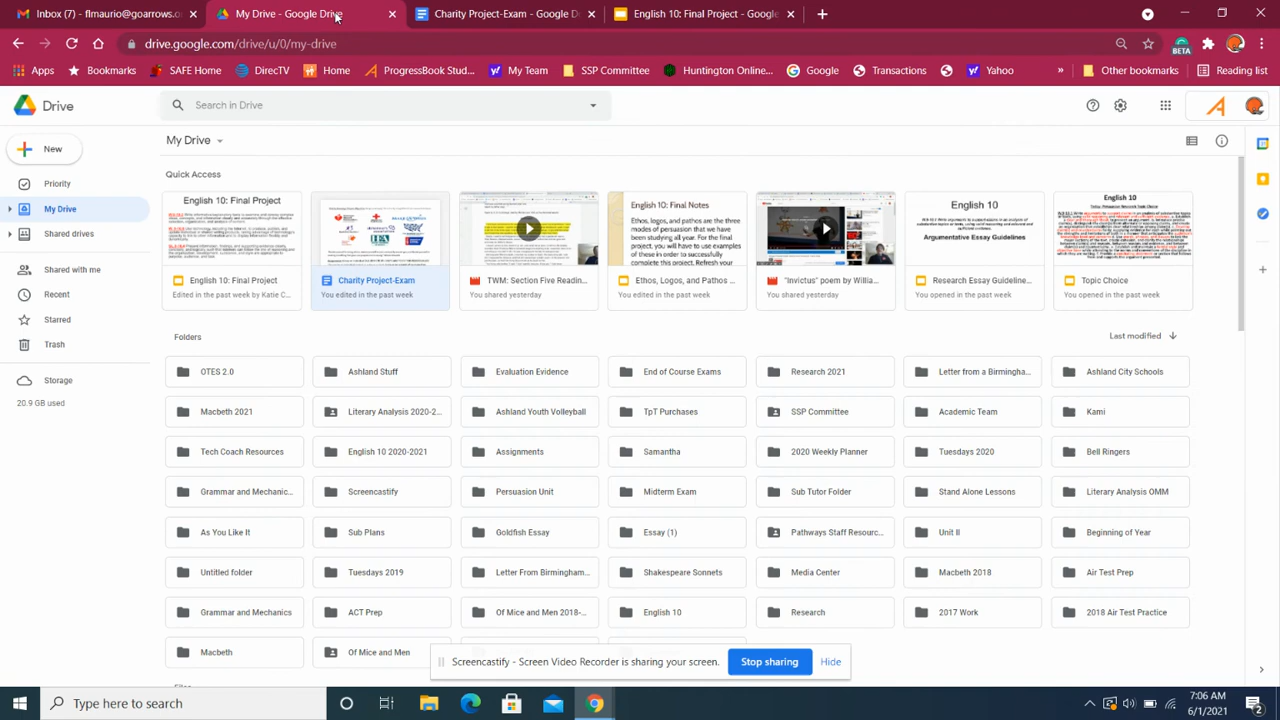 Inbox (7) - flmaurio@goarrows.o
My Drive - Google Drive
Charity Project-Exam - Google D
English 10: Final Project - Google
drive.google.com/drive/u/0/my-drive
BETA
Apps
Bookmarks
SAFE Home
DirecTV
Home
ProgressBook Stud...
My Team
SSP Committee
Huntington Online...
Google
Transactions
Yahoo
»
Other bookmarks
Reading list
Drive
Search in Drive
New
My Drive
Quick Access
Priority
My Drive
Shared drives
Shared with me
Recent
Starred
Trash
Storage
20.9 GB used
English 10: Final Project
English 10: Final Project
Edited in the past week by Katie C...
Charity Project-Exam
You edited in the past week
TWM: Section Five Readin...
You shared yesterday
English 10: Final Notes
Ethos, logos, and pathos are the three
modes of persuasion that we
have been studying all year. For the
final project, you will have to use
examples of these in order to
successfully complete this project.
Refresh your
Ethos, Logos, and Pathos ...
You edited in the past week
"Invictus" poem by Willia...
You shared yesterday
English 10
Argumentative Essay Guidelines
Research Essay Guideline...
You opened in the past week
English 10
Topic Choice
You opened in the past week
Folders
Last modified
OTES 2.0
Ashland Stuff
Evaluation Evidence
End of Course Exams
Research 2021
Letter from a Birmingha...
Ashland City Schools
Macbeth 2021
Literary Analysis 2020-2...
Ashland Youth Volleyball
TpT Purchases
SSP Committee
Academic Team
Kami
Tech Coach Resources
English 10 2020-2021
Assignments
Samantha
2020 Weekly Planner
Tuesdays 2020
Bell Ringers
Grammar and Mechanic...
Screencastify
Persuasion Unit
Midterm Exam
Sub Tutor Folder
Stand Alone Lessons
Literary Analysis OMM
As You Like It
Sub Plans
Goldfish Essay
Essay (1)
Pathways Staff Resourc...
Unit II
Beginning of Year
Untitled folder
Tuesdays 2019
Letter From Birmingham...
Shakespeare Sonnets
Media Center
Macbeth 2018
Air Test Prep
Grammar and Mechanics
ACT Prep
Of Mice and Men 2018-...
English 10
Research
2017 Work
2018 Air Test Practice
Macbeth
Of Mice and Men
Screencastify - Screen Video Recorder is sharing your screen.
Stop sharing
Hide
Type here to search
7:06 AM
6/1/2021
2